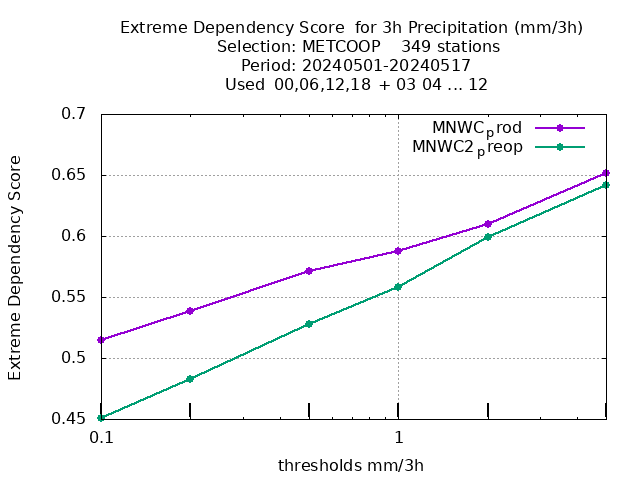 Extreme Dependency Score  for 3h Precipitation (mm/3h)
Selection: METCOOP    349 stations
Period: 20240501-20240517
Used  00,06,12,18  + 03 04 ... 12
0.7
0.65
0.6
0.55
0.5
0.45
0.1
1
Extreme Dependency Score
thresholds mm/3h
MNWCprod
MNWC2preop